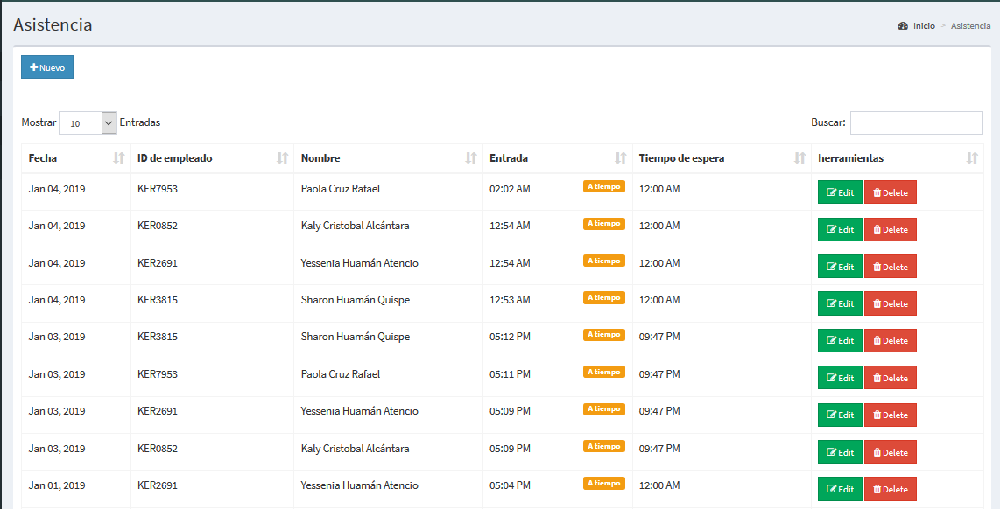 Asistencia
Inicio > Asistencia
Nuevo
Mostrar 10 Entradas Buscar:
Fecha ID de empleado Nombre Entrada Tiempo de espera herramientas
Jan 04, 2019 KER7953 Paola Cruz Rafael 02:02 AM A tiempo 12:00 AM Edit Delete
Jan 04, 2019 KER0852 Kaly Cristobal Alcántara 12:54 AM A tiempo 12:00 AM Edit Delete
Jan 04, 2019 KER2691 Yessenia Huamán Atencio 12:54 AM A tiempo 12:00 AM Edit Delete
Jan 04, 2019 KER3815 Sharon Huamán Quispe 12:53 AM A tiempo 12:00 AM Edit Delete
Jan 03, 2019 KER3815 Sharon Huamán Quispe 05:12 PM A tiempo 09:47 PM Edit Delete
Jan 03, 2019 KER7953 Paola Cruz Rafael 05:11 PM A tiempo 09:47 PM Edit Delete
Jan 03, 2019 KER2691 Yessenia Huamán Atencio 05:09 PM A tiempo 09:47 PM Edit Delete
Jan 03, 2019 KER0852 Kaly Cristobal Alcántara 05:09 PM A tiempo 09:47 PM Edit Delete
Jan 01, 2019 KER2691 Yessenia Huamán Atencio 05:04 PM A tiempo 12:00 AM Edit Delete